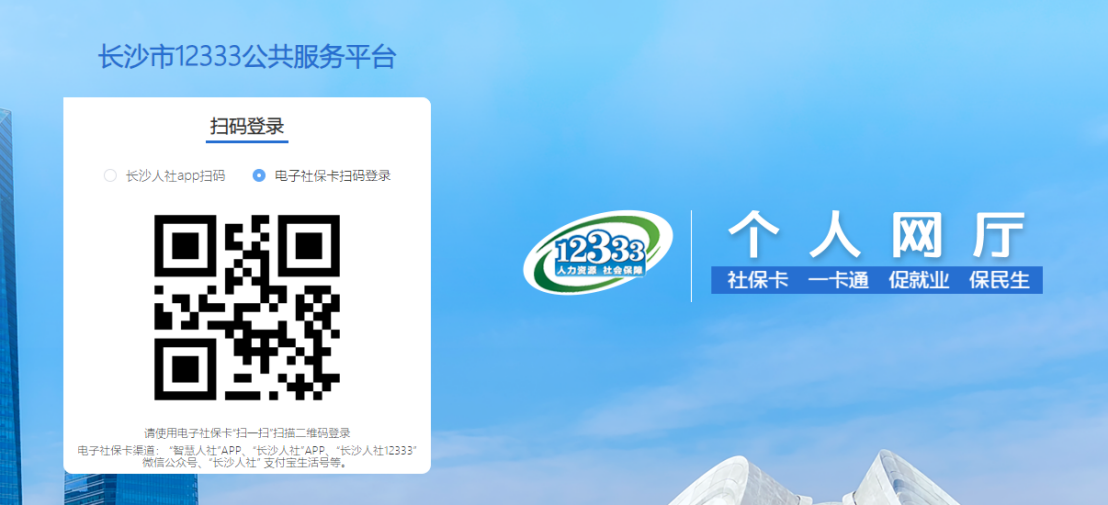 长沙市12333公共服务平台
扫码登录
长沙人社app扫码 电子社保卡扫码登录
请使用电子社保卡“扫一扫”扫描二维码登录
电子社保卡渠道：“智慧人社”APP、“长沙人社”APP、“长沙人社12333”
微信公众号、“长沙人社” 支付宝生活号等。
12333
人力资源 社会保障
个人网厅
社保卡 一卡通 促就业 保民生